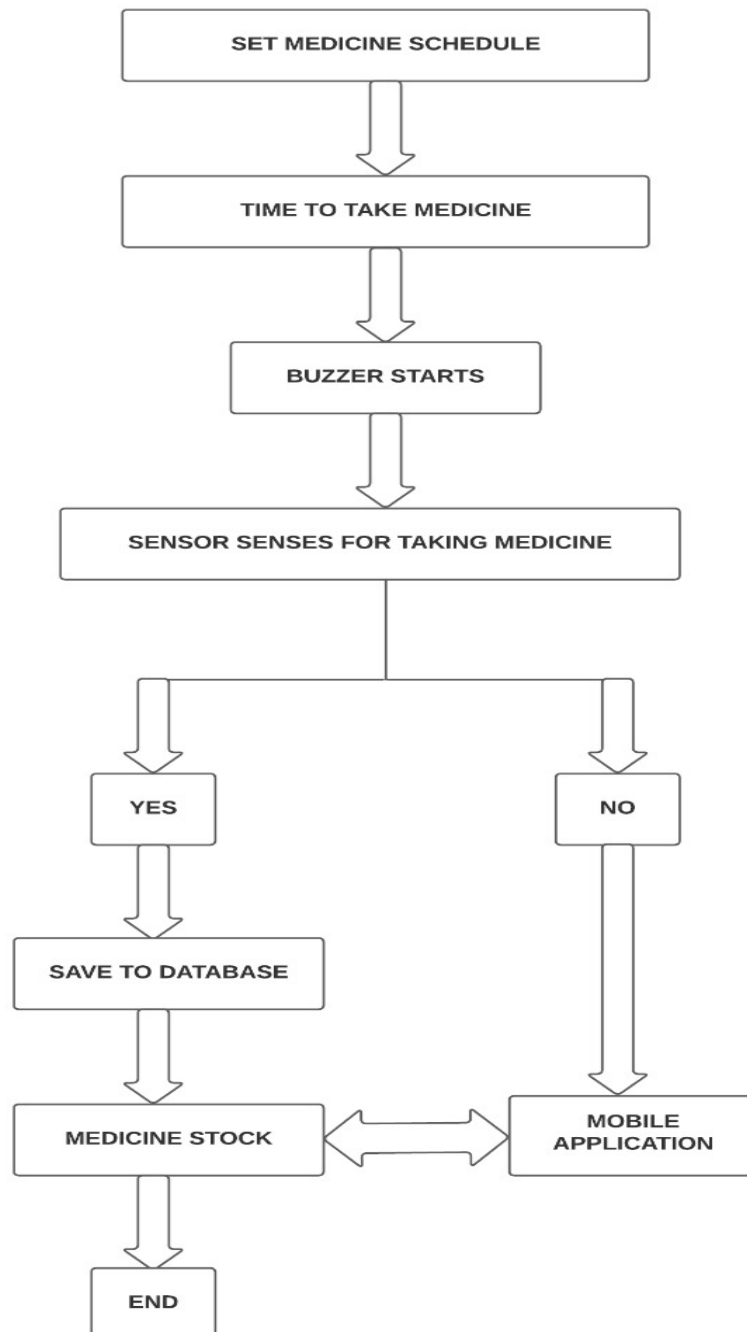 SET MEDICINE SCHEDULE
TIME TO TAKE MEDICINE
BUZZER STARTS
SENSOR SENSES FOR TAKING MEDICINE
YES
NO
SAVE TO DATABASE
MEDICINE STOCK
MOBILE
APPLICATION
END